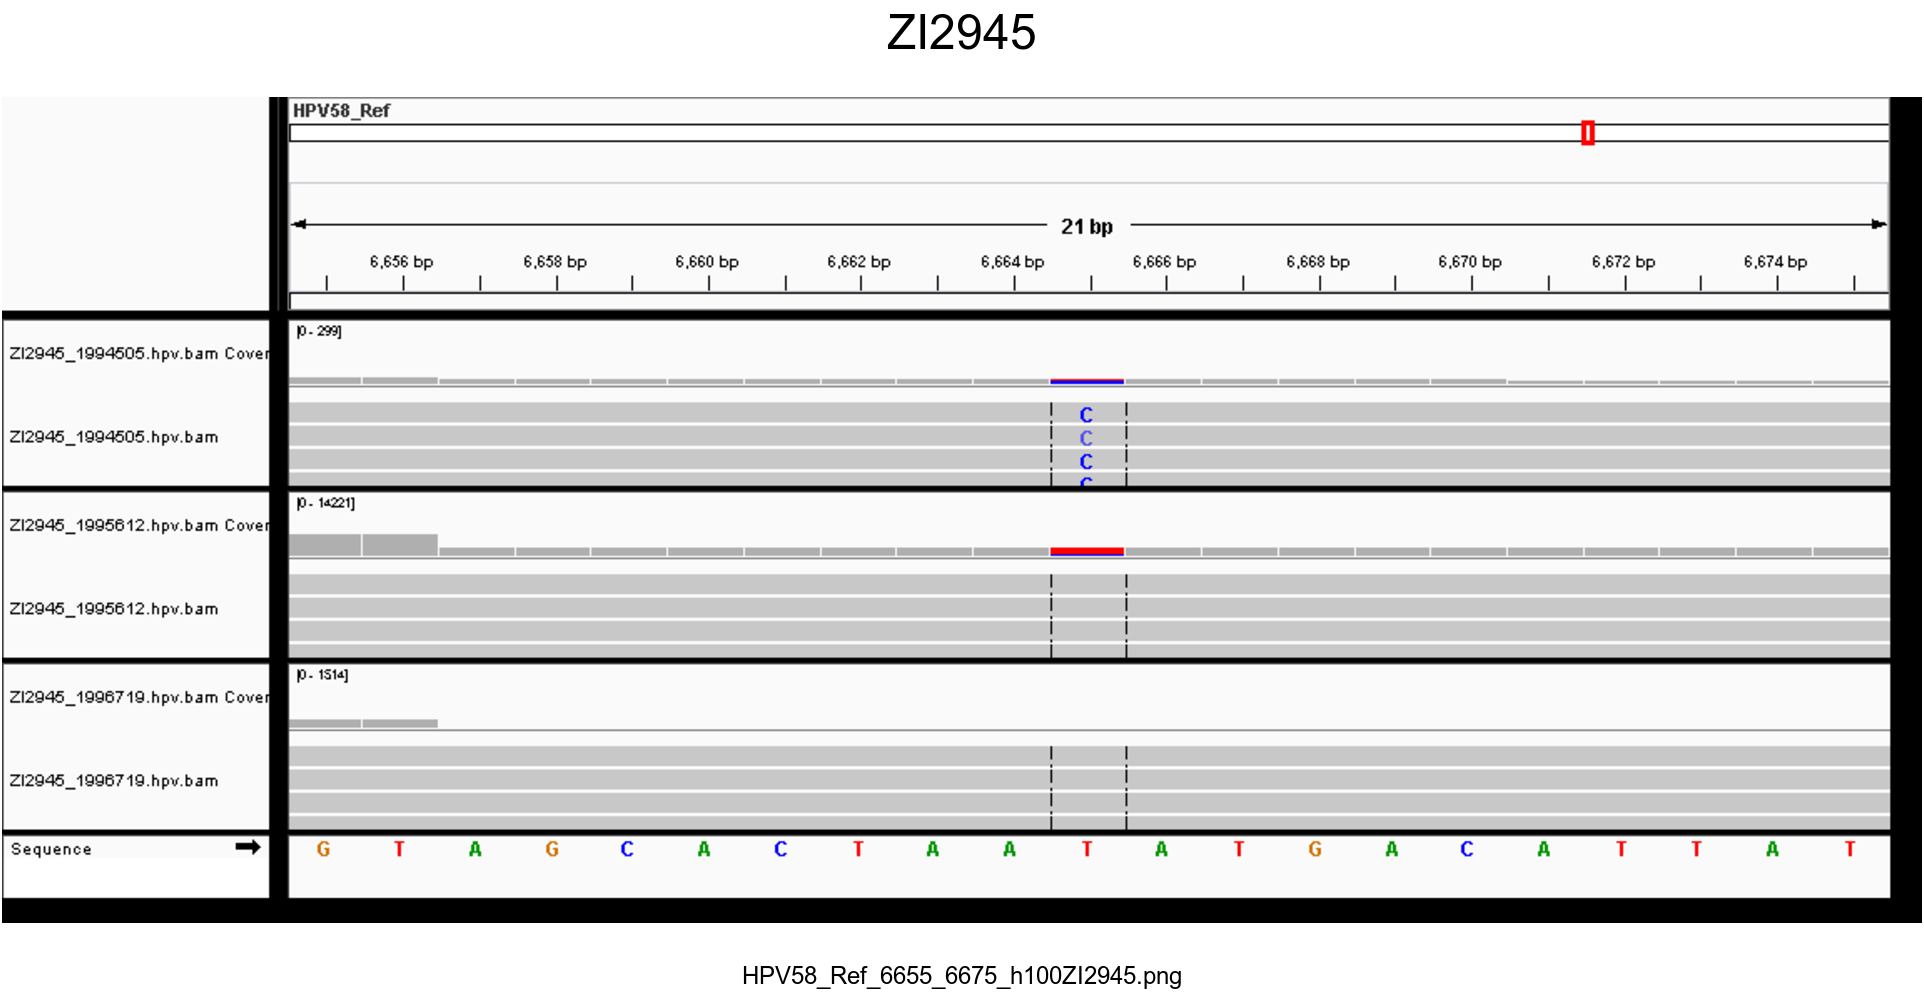 ZI2945
HPV58_Ref
21 bp
6,656 bp 6,658 bp 6,660 bp 6,662 bp 6,664 bp 6,666 bp 6,668 bp 6,670 bp 6,672 bp 6,674 bp
[0 - 299]
ZI2945_1994505.hpv.bam Cover
C
ZI2945_1994505.hpv.bam
C
C
C
[0 - 14221]
ZI2945_1995612.hpv.bam Cover
ZI2945_1995612.hpv.bam
[0 - 1514]
ZI2945_1996719.hpv.bam Cover
ZI2945_1996719.hpv.bam
Sequence G T A G C A C T A A T A T G A C A T T A T
HPV58_Ref_6655_6675_h100ZI2945.png